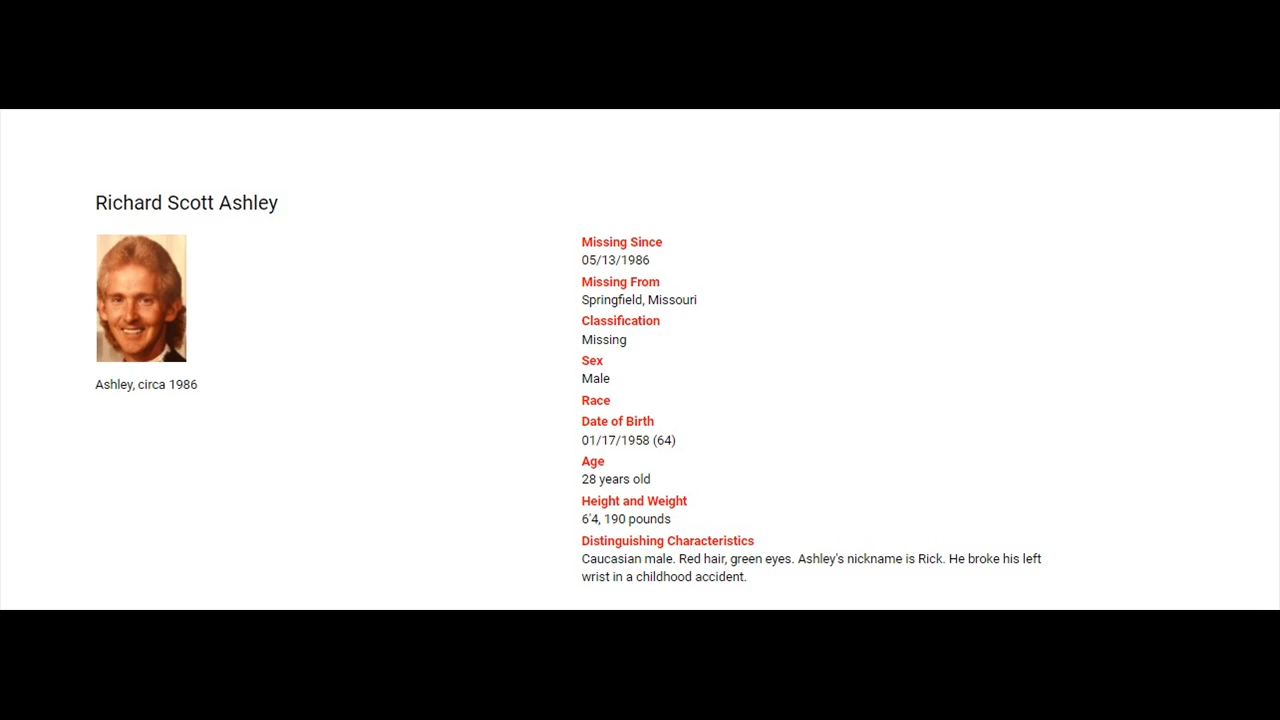 Richard Scott Ashley
Ashley, circa 1986
Missing Since
05/13/1986
Missing From
Springfield, Missouri
Classification
Missing
Sex
Male
Race
Date of Birth
01/17/1958 (64)
Age
28 years old
Height and Weight
6'4, 190 pounds
Distinguishing Characteristics
Caucasian male. Red hair, green eyes. Ashley's nickname is Rick. He broke his left
wrist in a childhood accident.